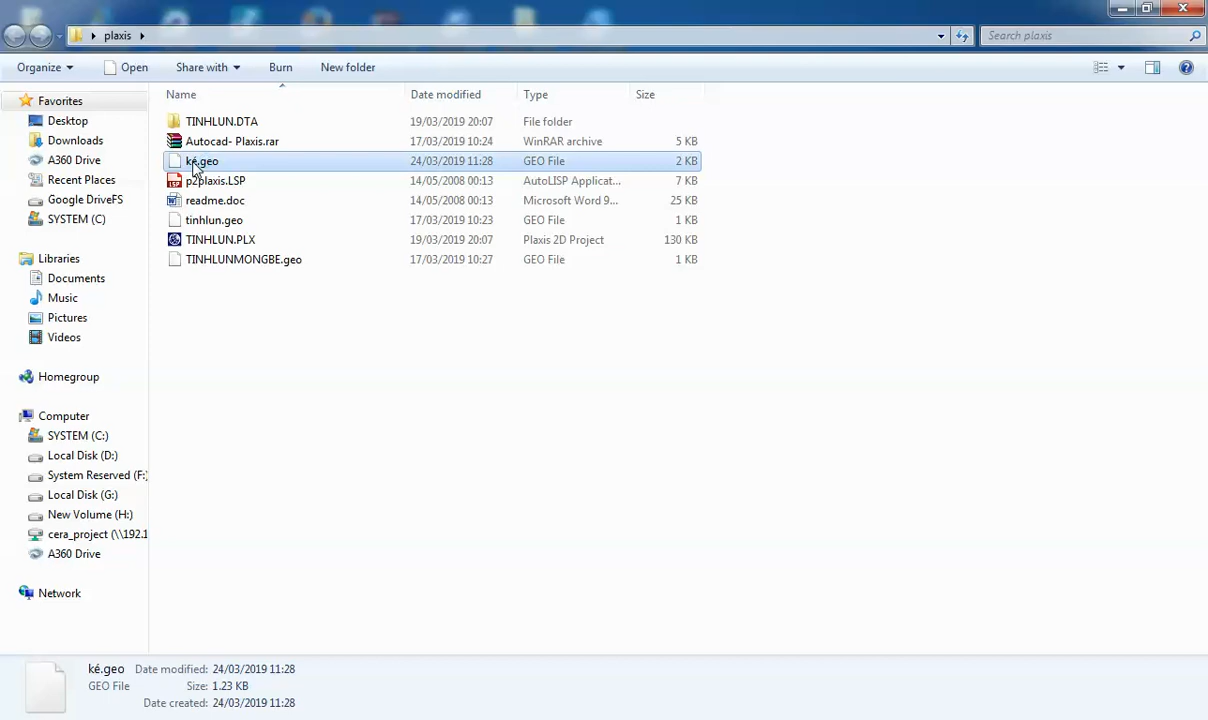 plaxis
Search plaxis
Organize Open Share with Burn New folder
Name Date modified Type Size
TINHLUN.DTA 19/03/2019 20:07 File folder
Autocad- Plaxis.rar 17/03/2019 10:24 WinRAR archive 5 KB
ké.geo 24/03/2019 11:28 GEO File 2 KB
p2plaxis.LSP 14/05/2008 00:13 AutoLISP Applicat... 7 KB
readme.doc 14/05/2008 00:13 Microsoft Word 9... 25 KB
tinhlun.geo 17/03/2019 10:23 GEO File 1 KB
TINHLUN.PLX 19/03/2019 20:07 Plaxis 2D Project 130 KB
TINHLUNMONGBE.geo 17/03/2019 10:27 GEO File 1 KB
Favorites
Desktop
Downloads
A360 Drive
Recent Places
Google DriveFS
SYSTEM (C)
Libraries
Documents
Music
Pictures
Videos
Homegroup
Computer
SYSTEM (C:)
Local Disk (D:)
System Reserved (F:)
Local Disk (G:)
New Volume (H:)
cera_project (\\192.1
A360 Drive
Network
ké.geo Date modified: 24/03/2019 11:28
GEO File Size: 1.23 KB
Date created: 24/03/2019 11:28